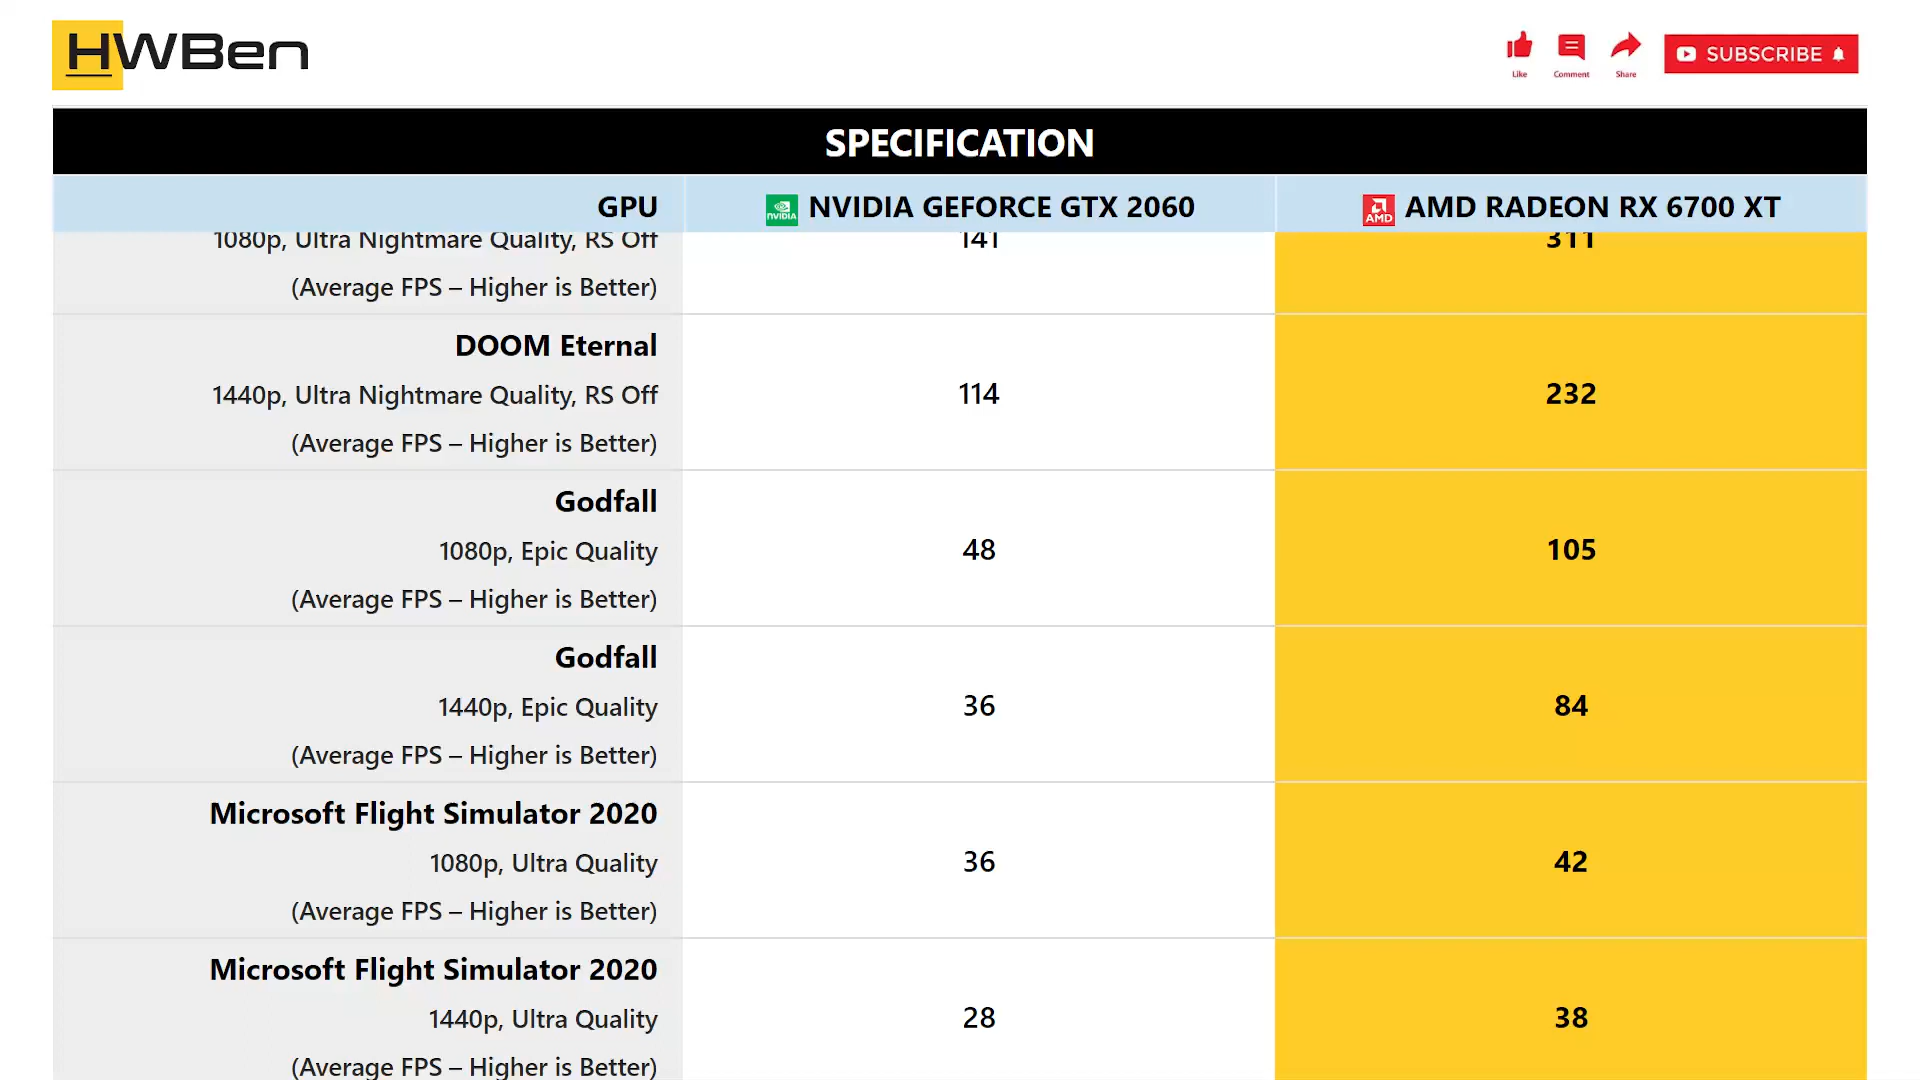 HWBen
Like
Comment
Share
SUBSCRIBE
SPECIFICATION
GPU
NVIDIA
NVIDIA GEFORCE GTX 2060
AMD
AMD RADEON RX 6700 XT
1080p, Ultra Nightmare Quality, RS Off
(Average FPS – Higher is Better)
141
311
DOOM Eternal
1440p, Ultra Nightmare Quality, RS Off
(Average FPS – Higher is Better)
114
232
Godfall
1080p, Epic Quality
(Average FPS – Higher is Better)
48
105
Godfall
1440p, Epic Quality
(Average FPS – Higher is Better)
36
84
Microsoft Flight Simulator 2020
1080p, Ultra Quality
(Average FPS – Higher is Better)
36
42
Microsoft Flight Simulator 2020
1440p, Ultra Quality
(Average FPS – Higher is Better)
28
38